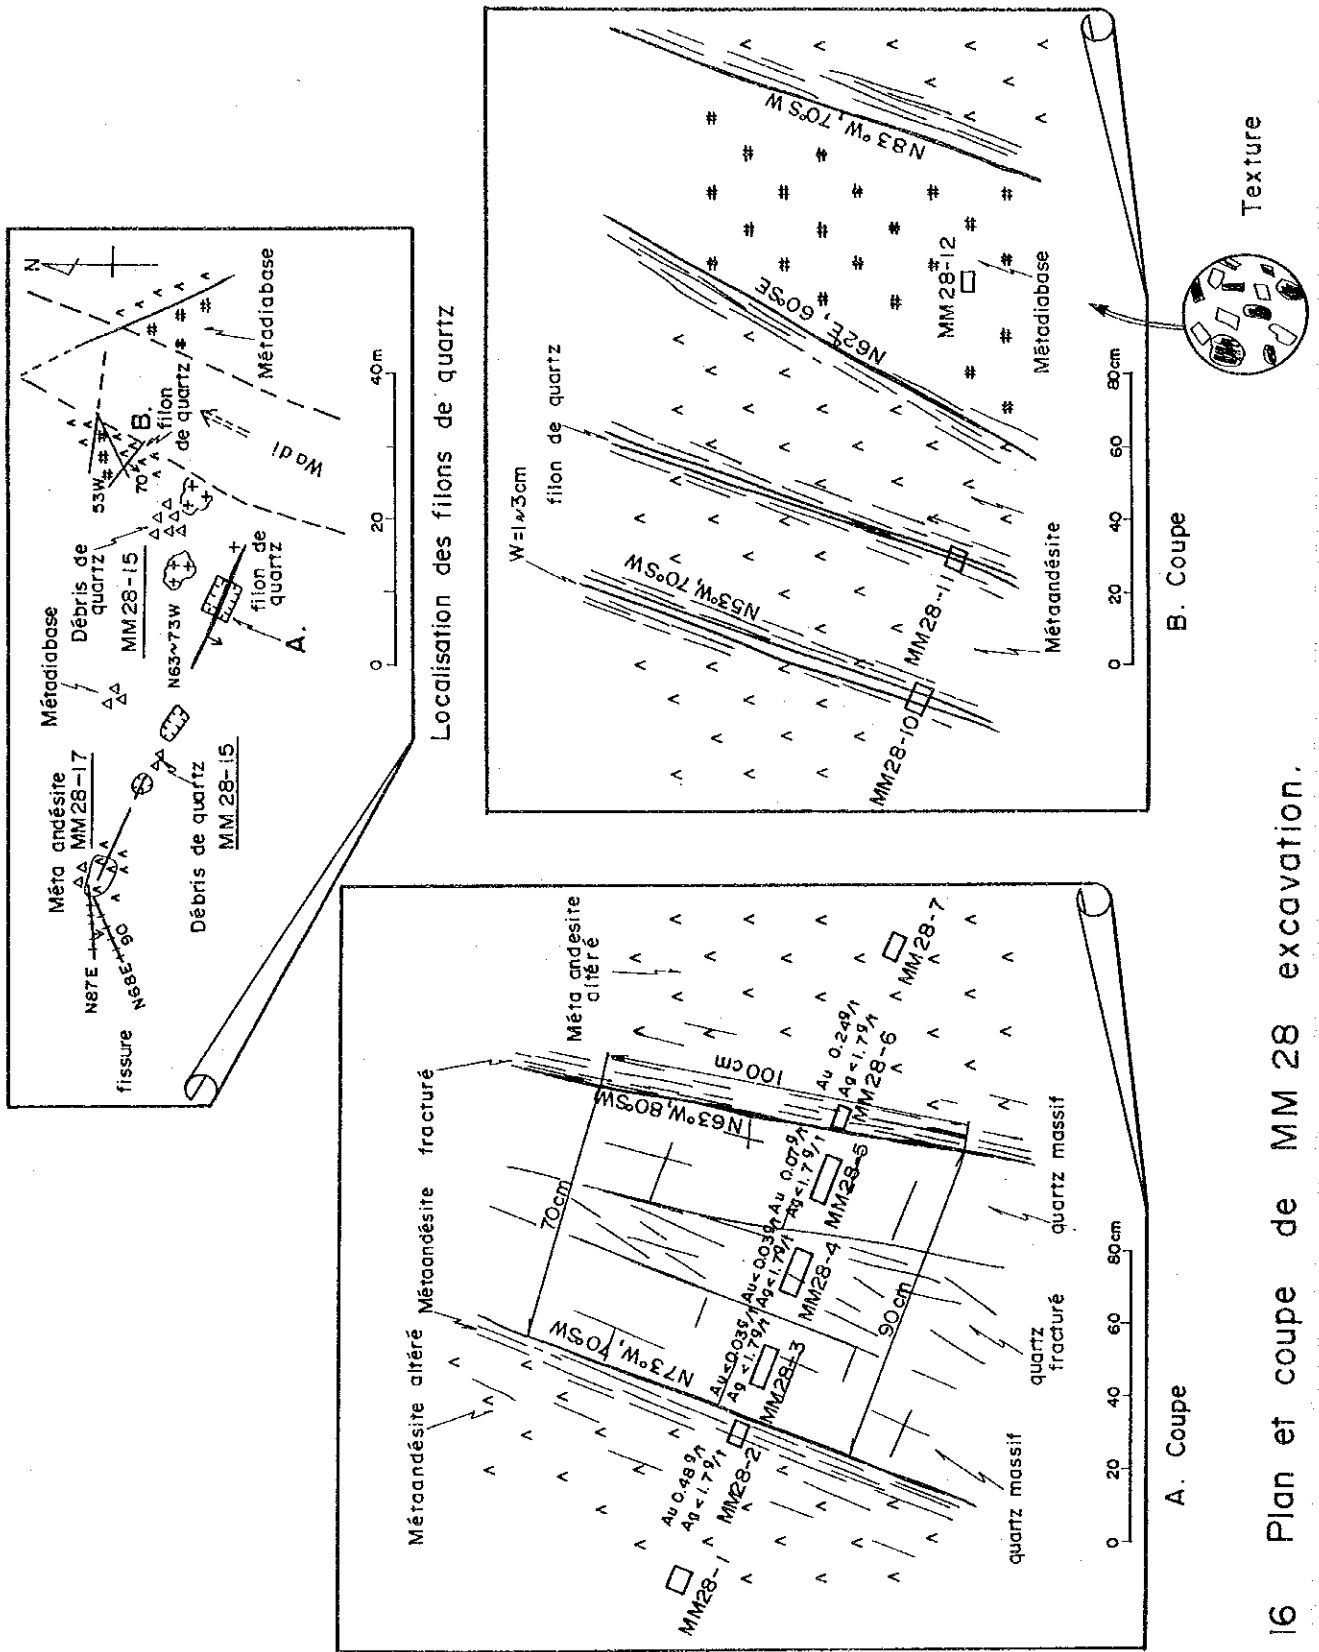 Méta andésite
MM28-17
Métadiabase
Débris de
quartz
MM28-15
N63~73W
53W
70°
B.
filon
de quartz
N
Métadiabase
Wadi
N87E
N68E
90
fissure
Débris de quartz
MM28-15
A.
filon de
quartz
0
20
40m
Localisation des filons de quartz
Métaandésite altéré
Métaandésite fracturé
Méta andesite
altéré
N73°W, 70°SW
N63°W, 80°SW
70cm
100cm
90cm
MM28-1
Au 0.48g/t
Ag <1.7g/t
MM28-2
Au <0.03g/t
Ag <1.7g/t
MM28-3
Au <0.03g/t
Ag <1.7g/t
MM28-4
Au 0.07g/t
Ag <1.7g/t
MM28-5
Au 0.24g/t
Ag <1.7g/t
MM28-6
MM28-7
quartz massif
quartz
fracturé
quartz massif
0
20
40
60
80cm
A. Coupe
W=1~3cm
filon de quartz
N53°W, 70°SW
N62°E, 60°SE
N83°W, 70°SW
MM28-10
MM28-11
MM28-12
Métaandésite
Métadiabase
0
20
40
60
80cm
B. Coupe
Texture
16 Plan et coupe de MM 28 excavation.